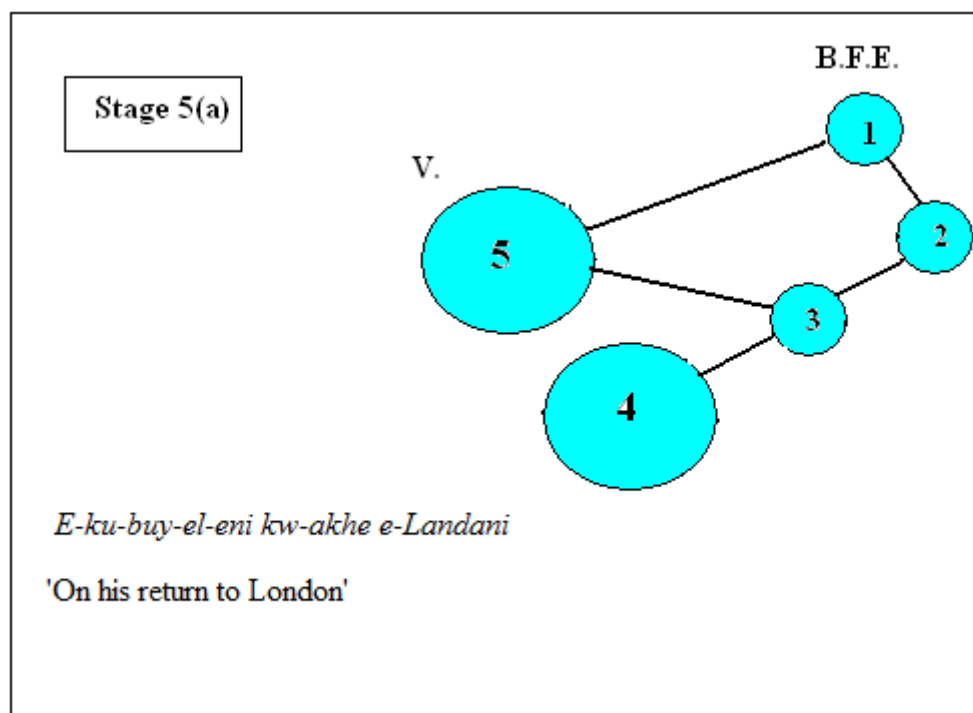 B.F.E.
Stage 5(a)
1
V.
2
5
3
4
E-ku-buy-el-eni kw-akhe e-Landani
'On his return to London'